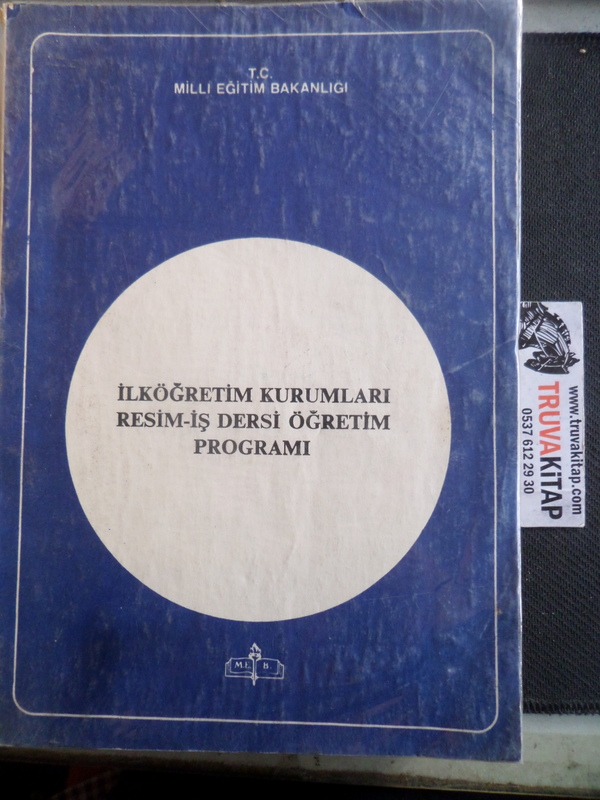 T.C.
MİLLİ EĞİTİM BAKANLIĞI
İLKÖĞRETİM KURUMLARI
RESİM-İŞ DERSİ ÖĞRETİM
PROGRAMI
M.E. B.
www.truvakitap.com
TRUVAKİTAP
0537 612 29 30